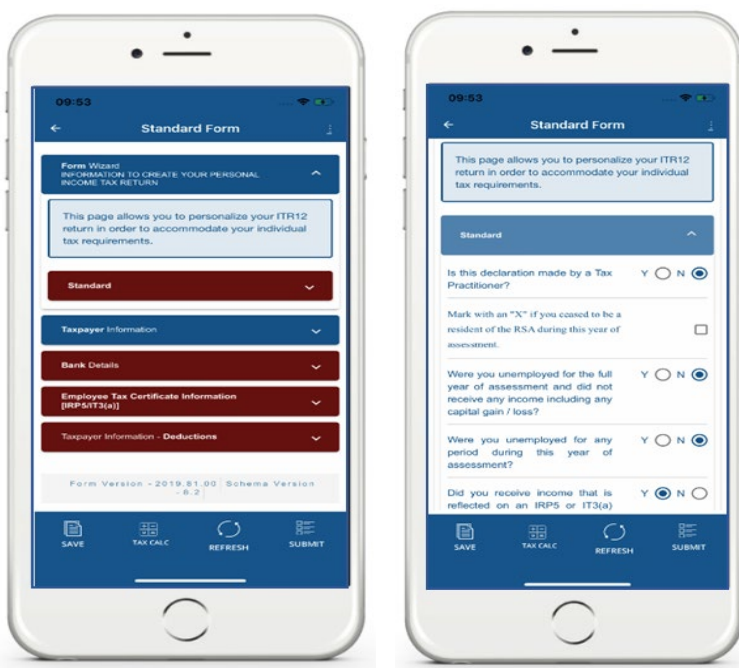 09:53
Standard Form
Form Wizard
INFORMATION TO CREATE YOUR PERSONAL
INCOME TAX RETURN
This page allows you to personalize your ITR12
return in order to accommodate your individual
tax requirements.
Standard
Taxpayer Information
Bank Details
Employee Tax Certificate Information
[IRP5/IT3(a)]
Taxpayer Information - Deductions
Form Version - 2019.81.00 Schema Version
- 6.2
SAVE TAX CALC REFRESH SUBMIT
09:53
Standard Form
This page allows you to personalize your ITR12
return in order to accommodate your individual
tax requirements.
Standard
Is this declaration made by a Tax Y N
Practitioner?
Mark with an "X" if you ceased to be a
resident of the RSA during this year of
assessment.
Were you unemployed for the full Y N
year of assessment and did not
receive any income including any
capital gain / loss?
Were you unemployed for any Y N
period during this year of
assessment?
Did you receive income that is Y N
reflected on an IRP5 or IT3(a)
SAVE TAX CALC REFRESH SUBMIT